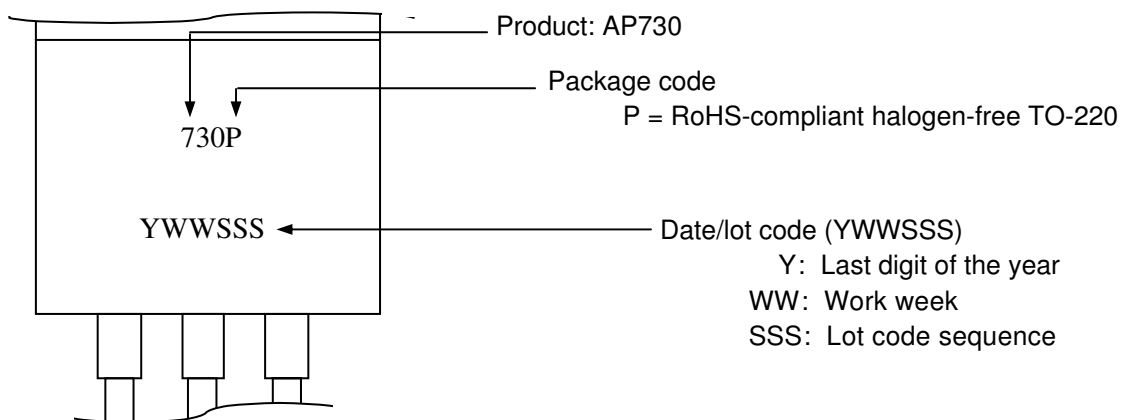 Product: AP730
Package code
P = RoHS-compliant halogen-free TO-220
730P
YWWSSS
Date/lot code (YWWSSS)
Y: Last digit of the year
WW: Work week
SSS: Lot code sequence